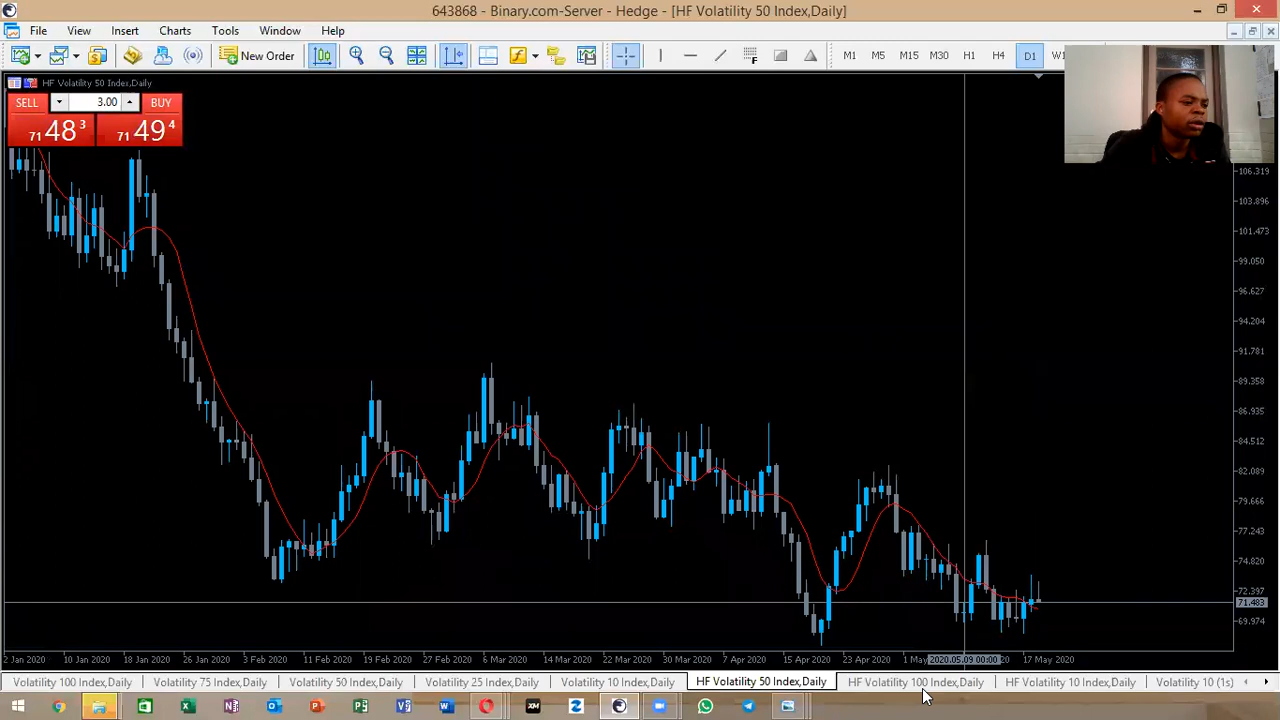 643868 - Binary.com-Server - Hedge - [HF Volatility 50 Index,Daily]
File View Insert Charts Tools Window Help
New Order M1 M5 M15 M30 H1 H4 D1
HF Volatility 50 Index,Daily
SELL 3.00 BUY
71 48 3 71 49 4
106.319
103.896
101.473
99.050
96.627
94.204
91.781
89.358
86.935
84.512
82.089
79.666
77.243
74.820
72.397
71.483
69.974
2 Jan 2020 10 Jan 2020 18 Jan 2020 26 Jan 2020 3 Feb 2020 11 Feb 2020 19 Feb 2020 27 Feb 2020 6 Mar 2020 14 Mar 2020 22 Mar 2020 30 Mar 2020 7 Apr 2020 15 Apr 2020 23 Apr 2020 1 May 2020.05.09 00:00 20 17 May 2020
Volatility 100 Index,Daily Volatility 75 Index,Daily Volatility 50 Index,Daily Volatility 25 Index,Daily Volatility 10 Index,Daily HF Volatility 50 Index,Daily HF Volatility 100 Index,Daily HF Volatility 10 Index,Daily Volatility 10 (1s)